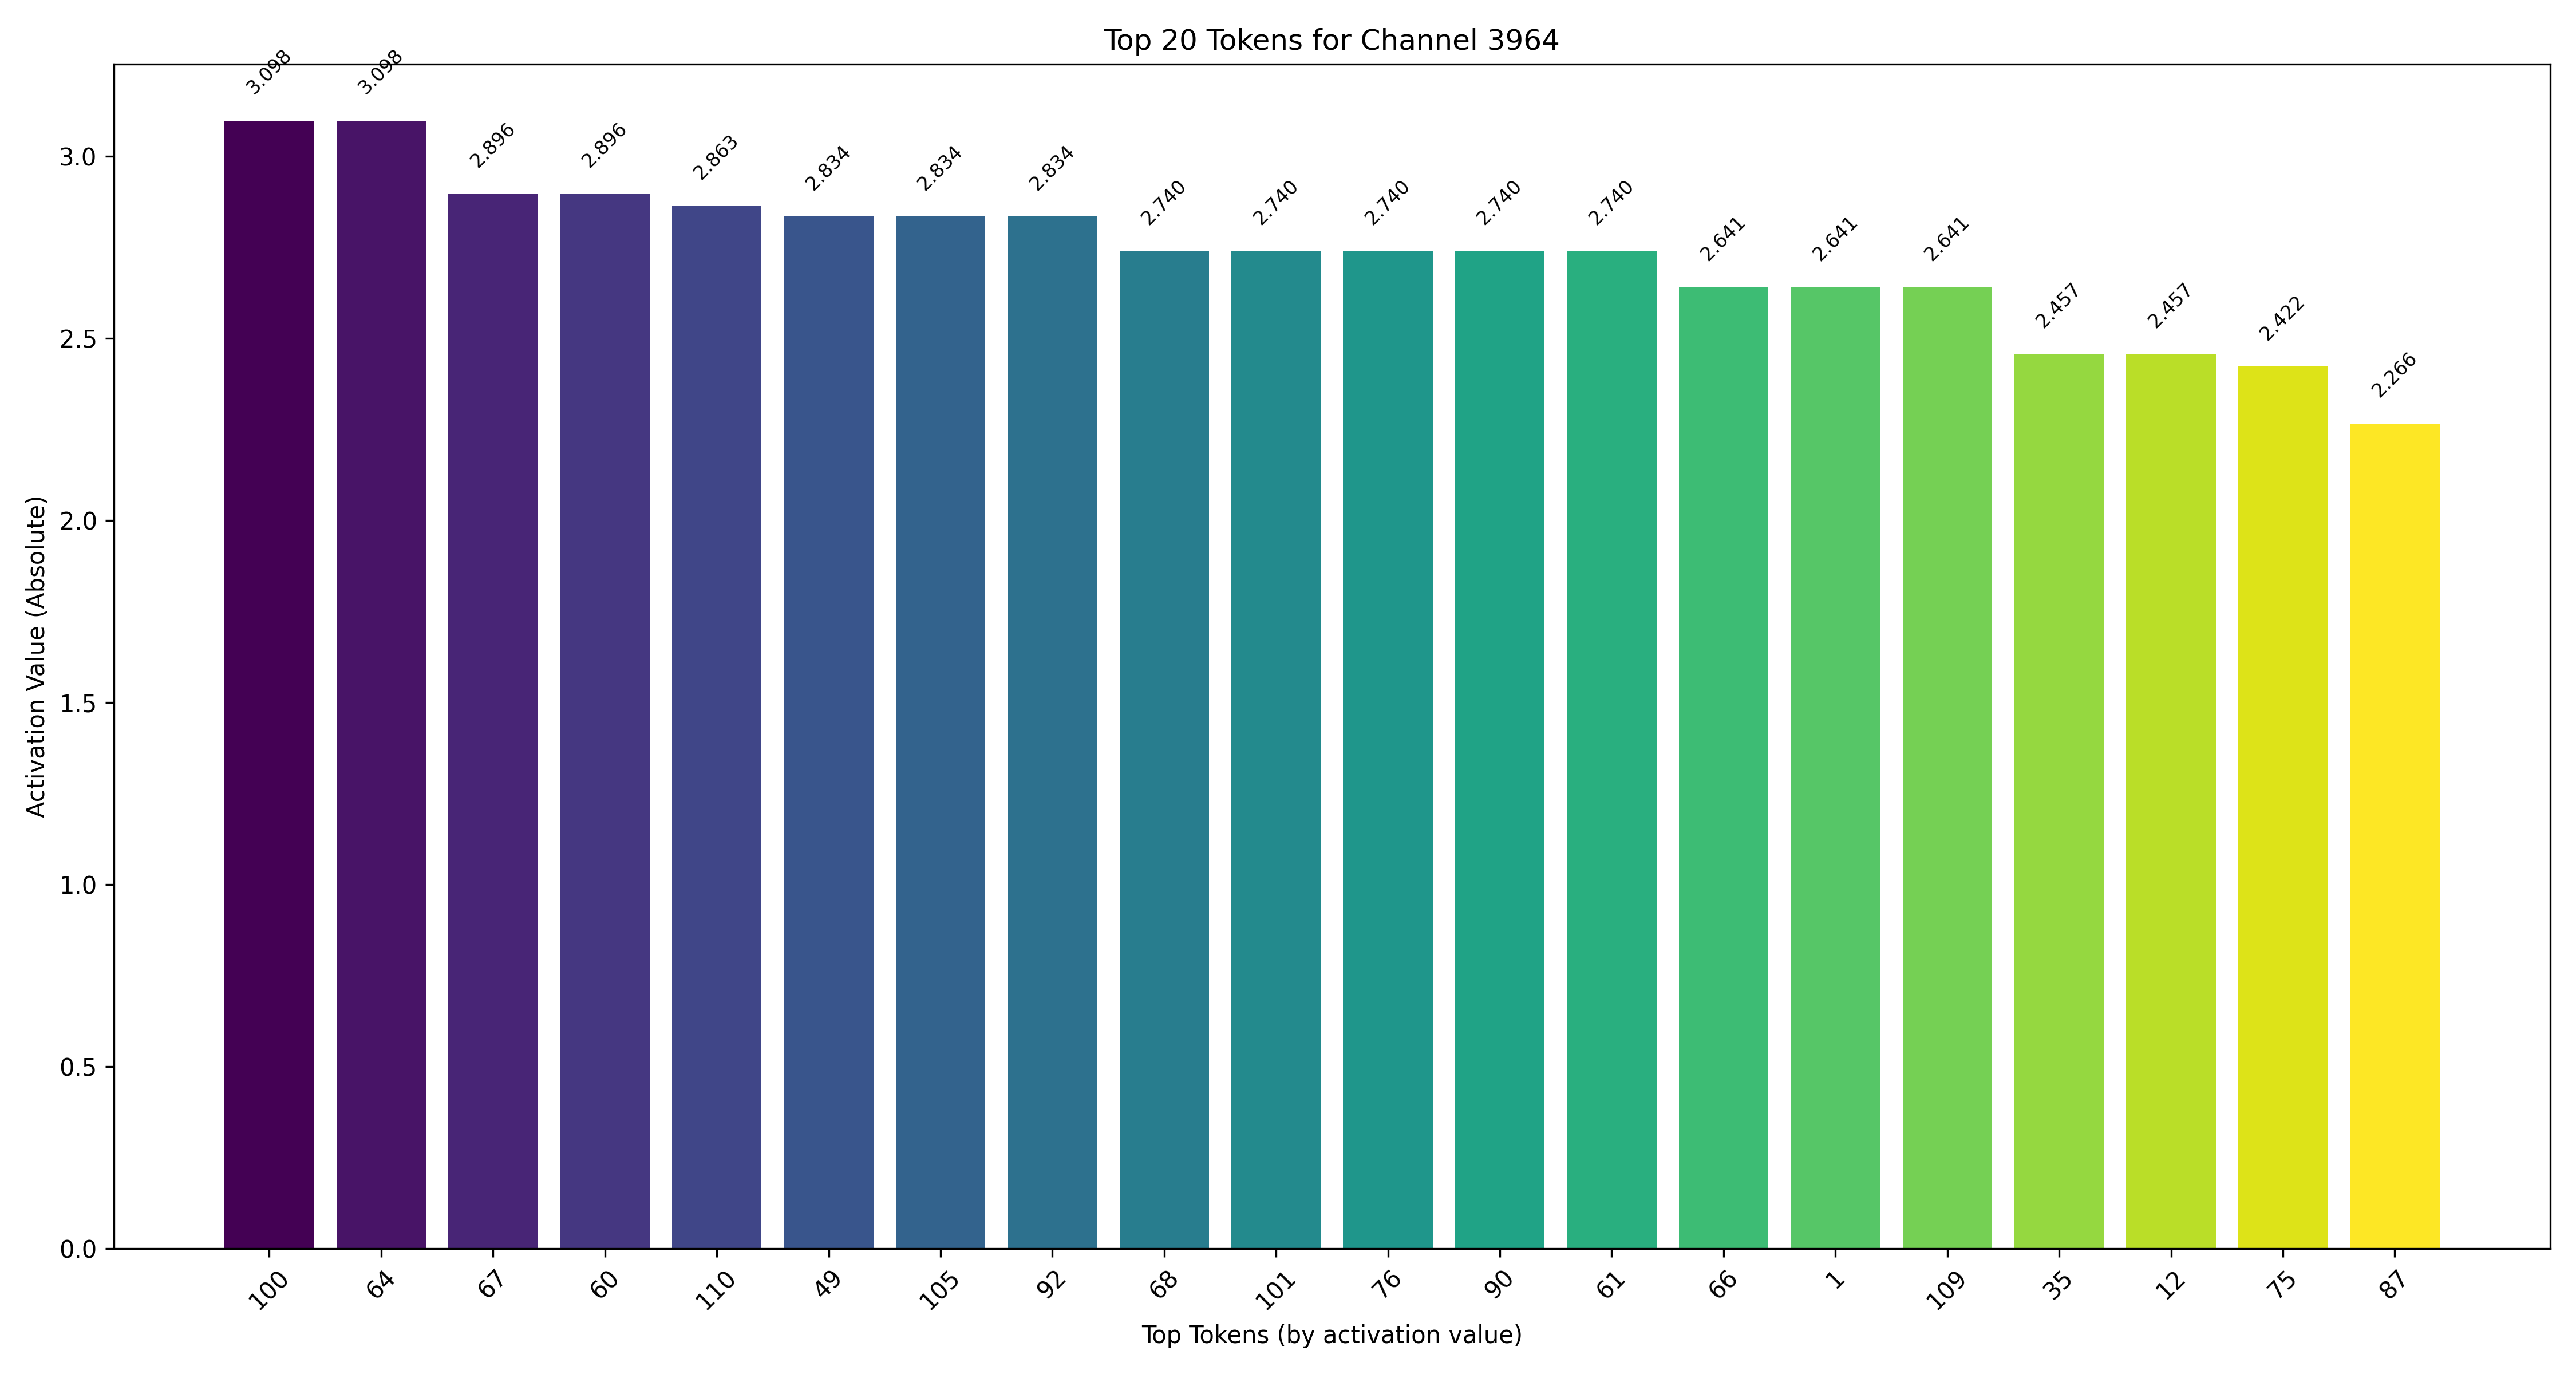 Top 20 Tokens for Channel 3964
3.098 3.098 2.896 2.896 2.863 2.834 2.834 2.834 2.740 2.740 2.740 2.740 2.740 2.641 2.641 2.641 2.457 2.457 2.422 2.266
Activation Value (Absolute)
3.0
2.5
2.0
1.5
1.0
0.5
0.0
100 64 67 60 110 49 105 92 68 101 76 90 61 66 1 109 35 12 75 87
Top Tokens (by activation value)